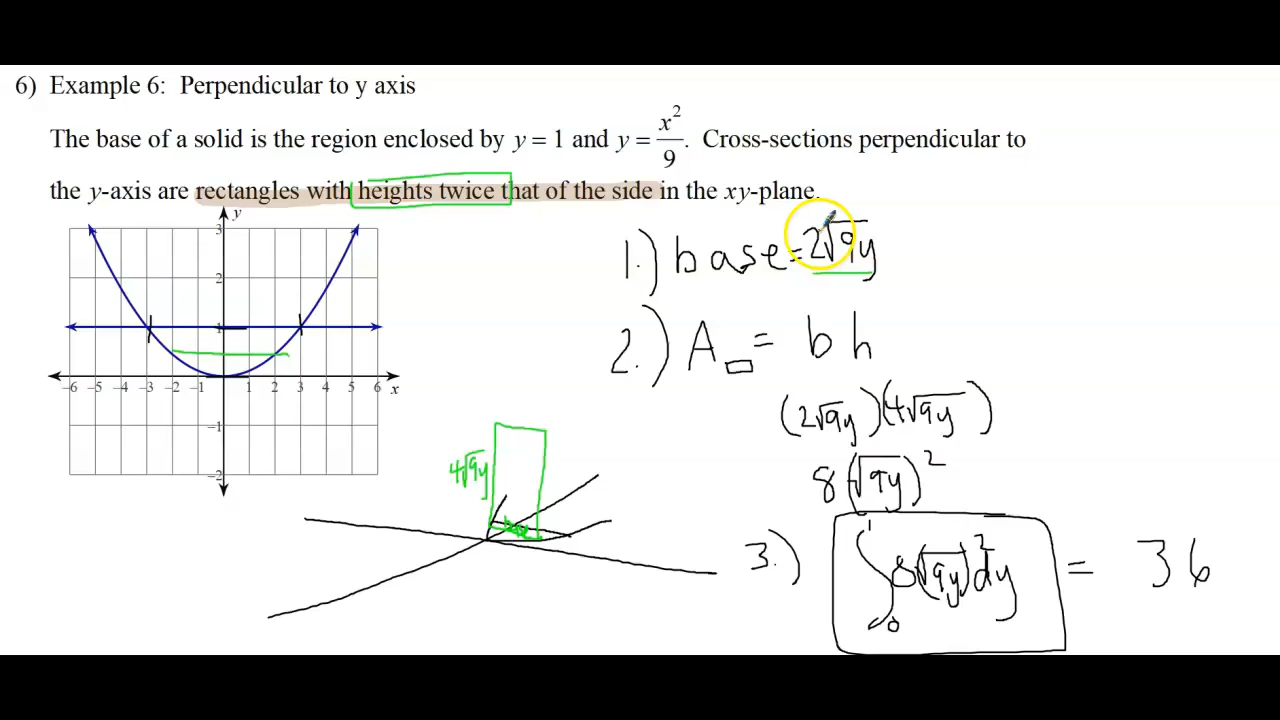 6) Example 6: Perpendicular to y axis
The base of a solid is the region enclosed by y = 1 and y = x²/9. Cross-sections perpendicular to
the y-axis are rectangles with heights twice that of the side in the xy-plane.
y
3
2
1
-6 -5 -4 -3 -2 -1 0 1 2 3 4 5 6 x
-1
-2
1.) base = 2√9y
2.) A▭ = b h
(2√9y)(4√9y)
8(√9y)²
4√9y
base
3.) ∫₀¹ 8(√9y)² dy = 36